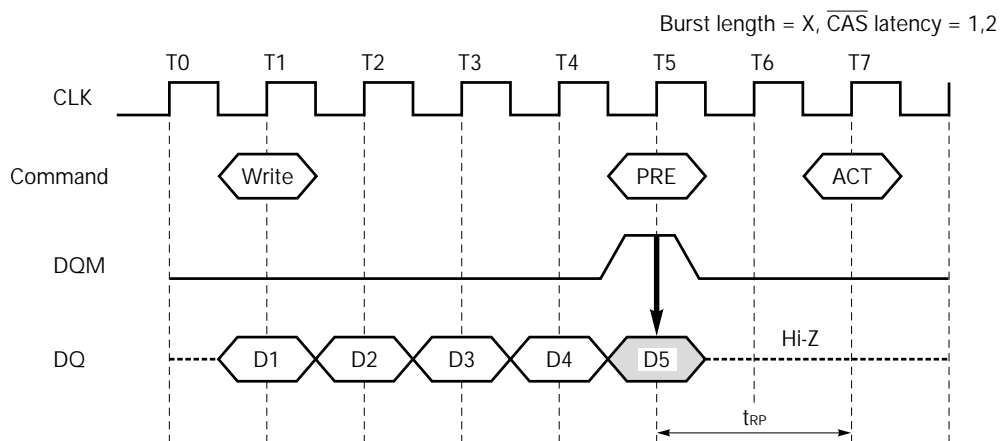 Burst length = X, CAS latency = 1,2
T0 T1 T2 T3 T4 T5 T6 T7
CLK
Command Write PRE ACT
DQM
DQ D1 D2 D3 D4 D5 Hi-Z
tRP